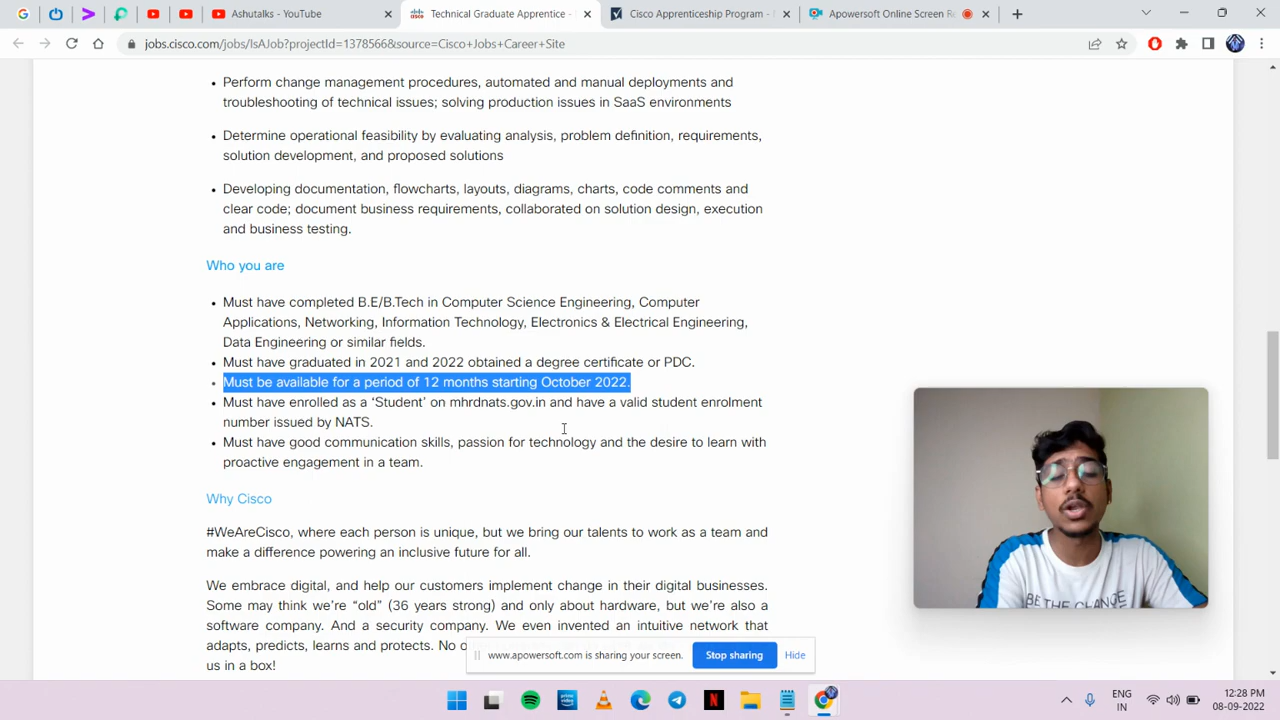 Ashutalks - YouTube
Technical Graduate Apprentice -
Cisco Apprenticeship Program -
Apowersoft Online Screen Re
jobs.cisco.com/jobs/IsAJob?projectId=1378566&source=Cisco+Jobs+Career+Site
• Perform change management procedures, automated and manual deployments and
troubleshooting of technical issues; solving production issues in SaaS environments
• Determine operational feasibility by evaluating analysis, problem definition, requirements,
solution development, and proposed solutions
• Developing documentation, flowcharts, layouts, diagrams, charts, code comments and
clear code; document business requirements, collaborated on solution design, execution
and business testing.
Who you are
• Must have completed B.E/B.Tech in Computer Science Engineering, Computer
Applications, Networking, Information Technology, Electronics & Electrical Engineering,
Data Engineering or similar fields.
• Must have graduated in 2021 and 2022 obtained a degree certificate or PDC.
• Must be available for a period of 12 months starting October 2022.
• Must have enrolled as a ‘Student’ on mhrdnats.gov.in and have a valid student enrolment
number issued by NATS.
• Must have good communication skills, passion for technology and the desire to learn with
proactive engagement in a team.
Why Cisco
#WeAreCisco, where each person is unique, but we bring our talents to work as a team and
make a difference powering an inclusive future for all.
We embrace digital, and help our customers implement change in their digital businesses.
Some may think we’re “old” (36 years strong) and only about hardware, but we’re also a
software company. And a security company. We even invented an intuitive network that
adapts, predicts, learns and protects. No o
us in a box!
www.apowersoft.com is sharing your screen.
Stop sharing
Hide
BE THE CHANGE
ENG
IN
12:28 PM
08-09-2022